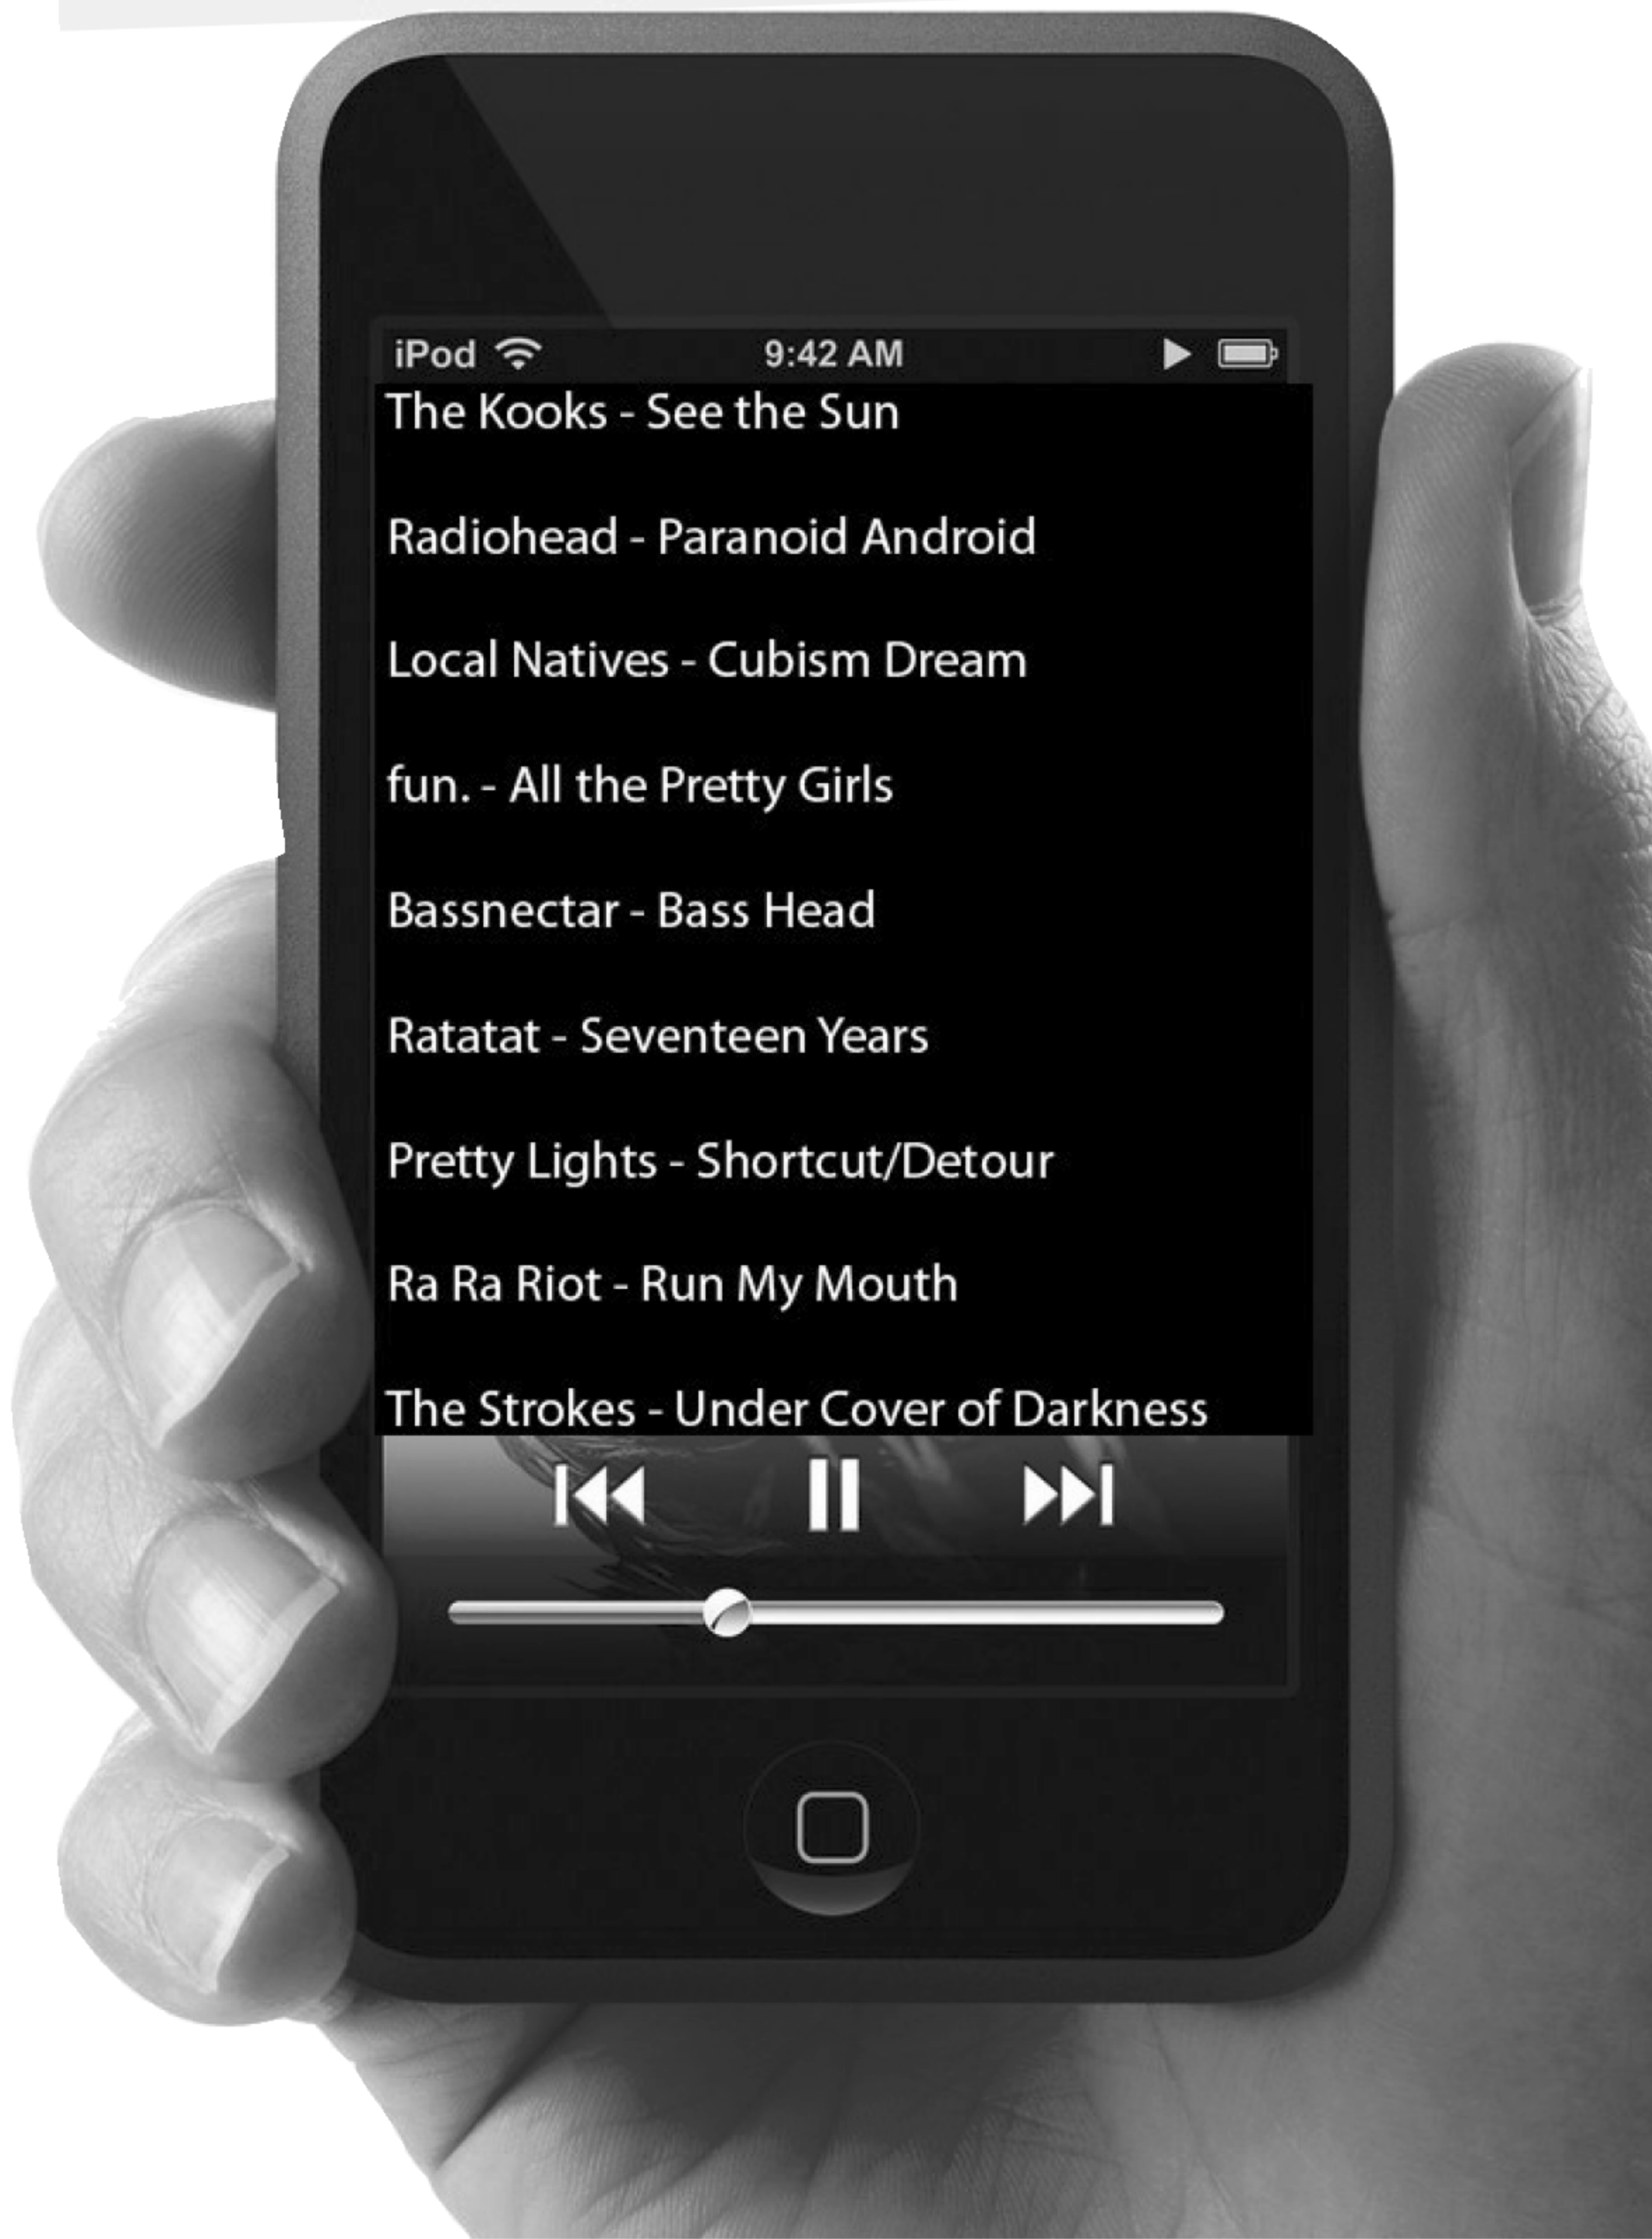 iPod 9:42 AM
The Kooks - See the Sun
Radiohead - Paranoid Android
Local Natives - Cubism Dream
fun. - All the Pretty Girls
Bassnectar - Bass Head
Ratatat - Seventeen Years
Pretty Lights - Shortcut/Detour
Ra Ra Riot - Run My Mouth
The Strokes - Under Cover of Darkness